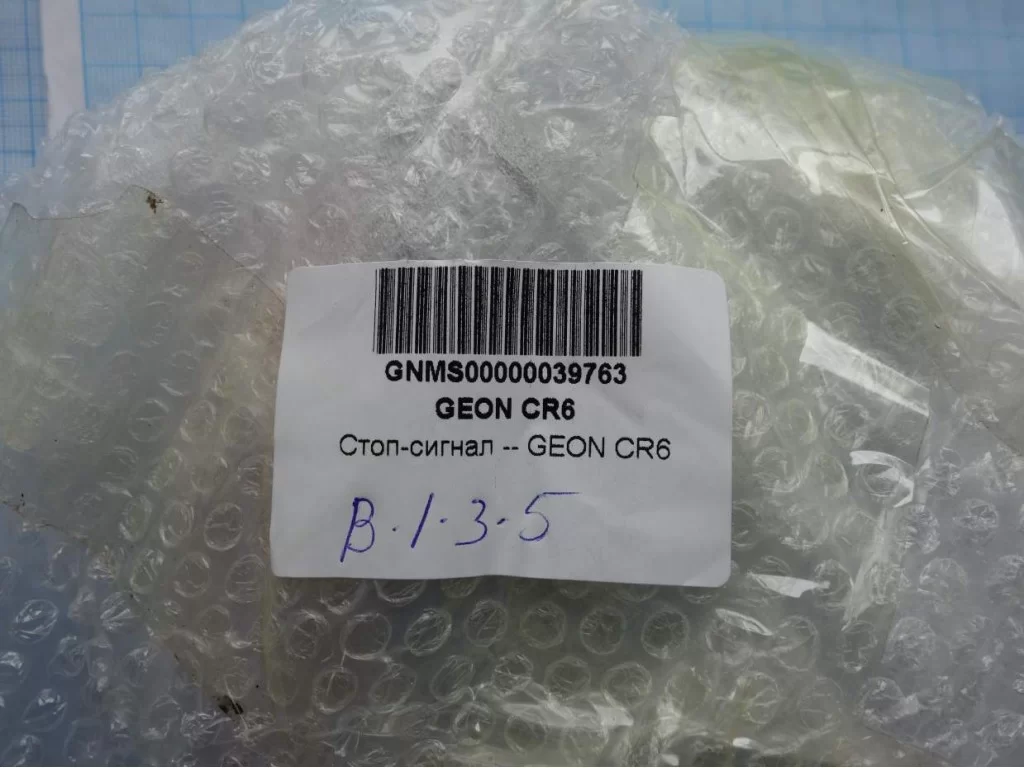 GNMS00000039763
GEON CR6
Стоп-сигнал -- GEON CR6
В.1.3.5